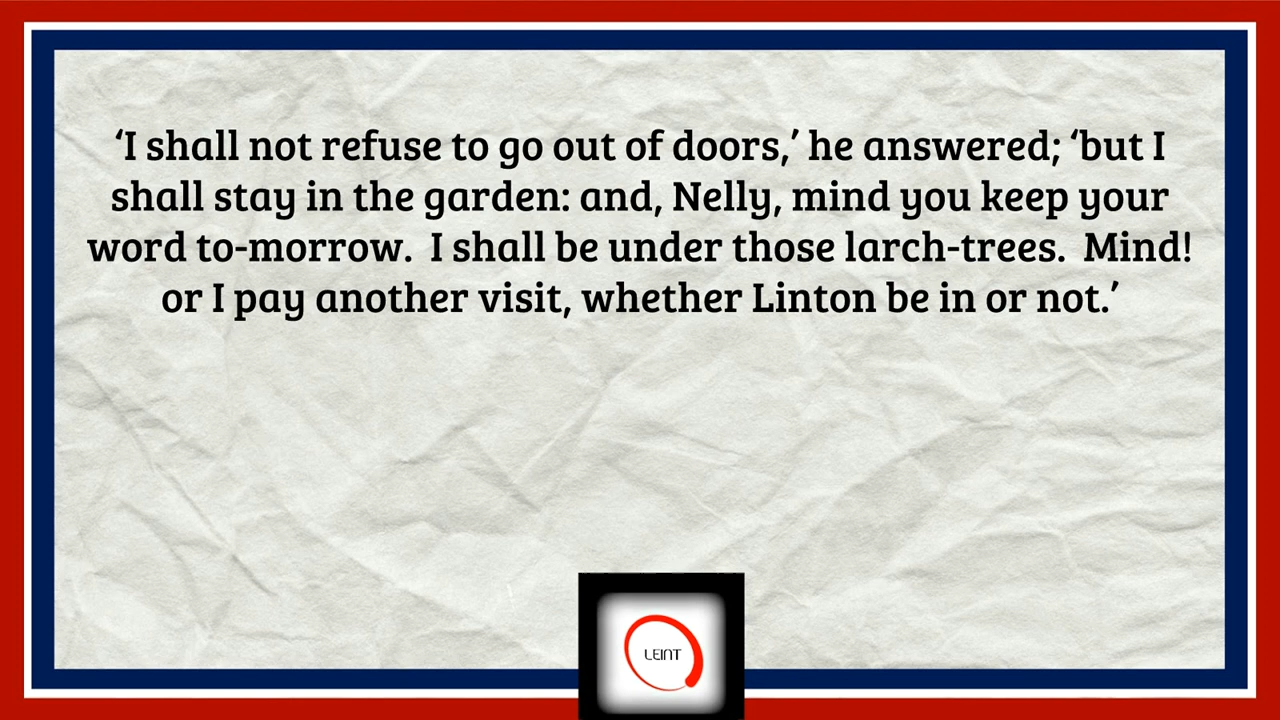 ‘I shall not refuse to go out of doors,’ he answered; ‘but I
shall stay in the garden: and, Nelly, mind you keep your
word to-morrow.  I shall be under those larch-trees.  Mind!
or I pay another visit, whether Linton be in or not.’
LEINT